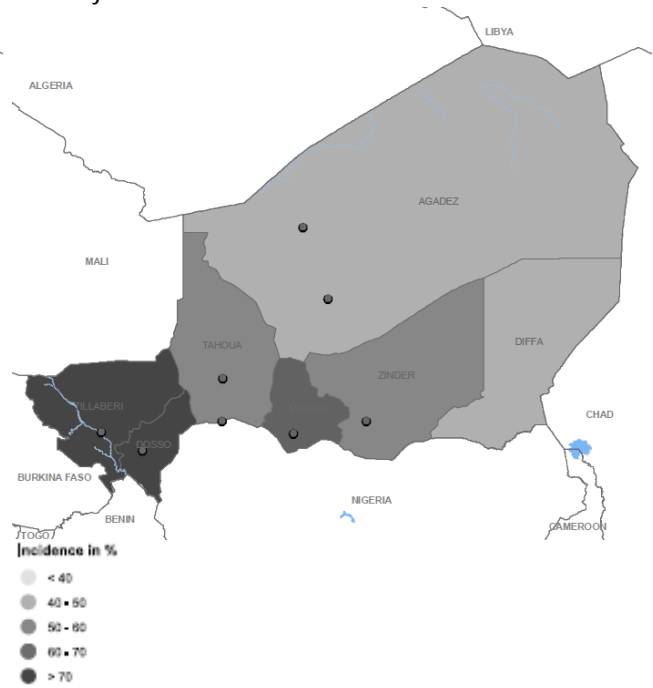 LIBYA
ALGERIA
AGADEZ
MALI
DIFFA
TAHOUA
ZINDER
TILLABERI
CHAD
DOSSO
BURKINA FASO
NIGERIA
BENIN
CAMEROON
TOGO
Incidence in %
< 40
40 - 50
50 - 60
60 - 70
> 70